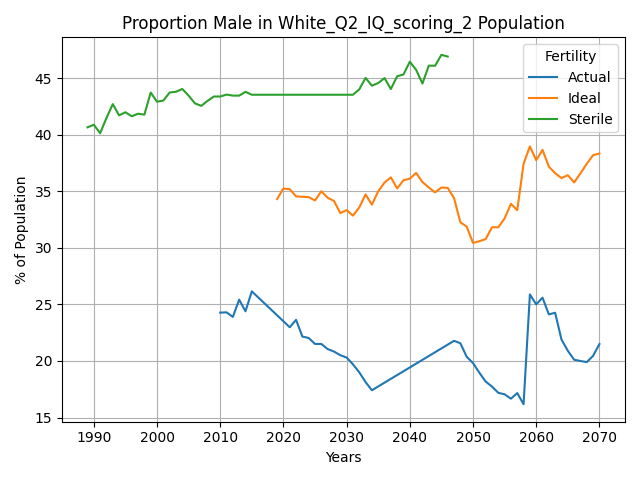 Proportion Male in White_Q2_IQ_scoring_2 Population
Fertility
Actual
Ideal
Sterile
% of Population
45
40
35
30
25
20
15
1990 2000 2010 2020 2030 2040 2050 2060 2070
Years